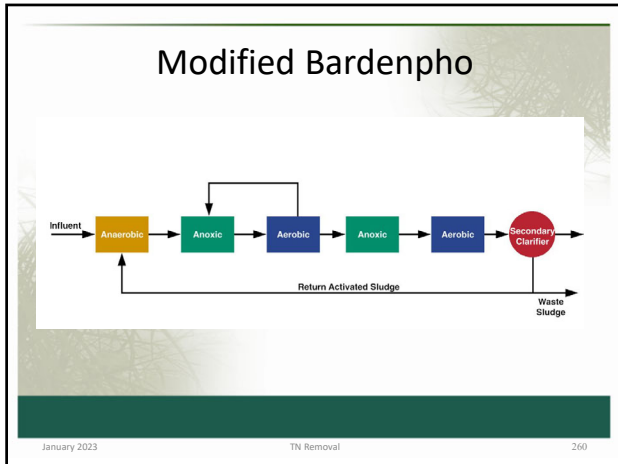 Modified Bardenpho
Influent
Anaerobic
Anoxic
Aerobic
Anoxic
Aerobic
Secondary
Clarifier
Return Activated Sludge
Waste
Sludge
January 2023
TN Removal
260